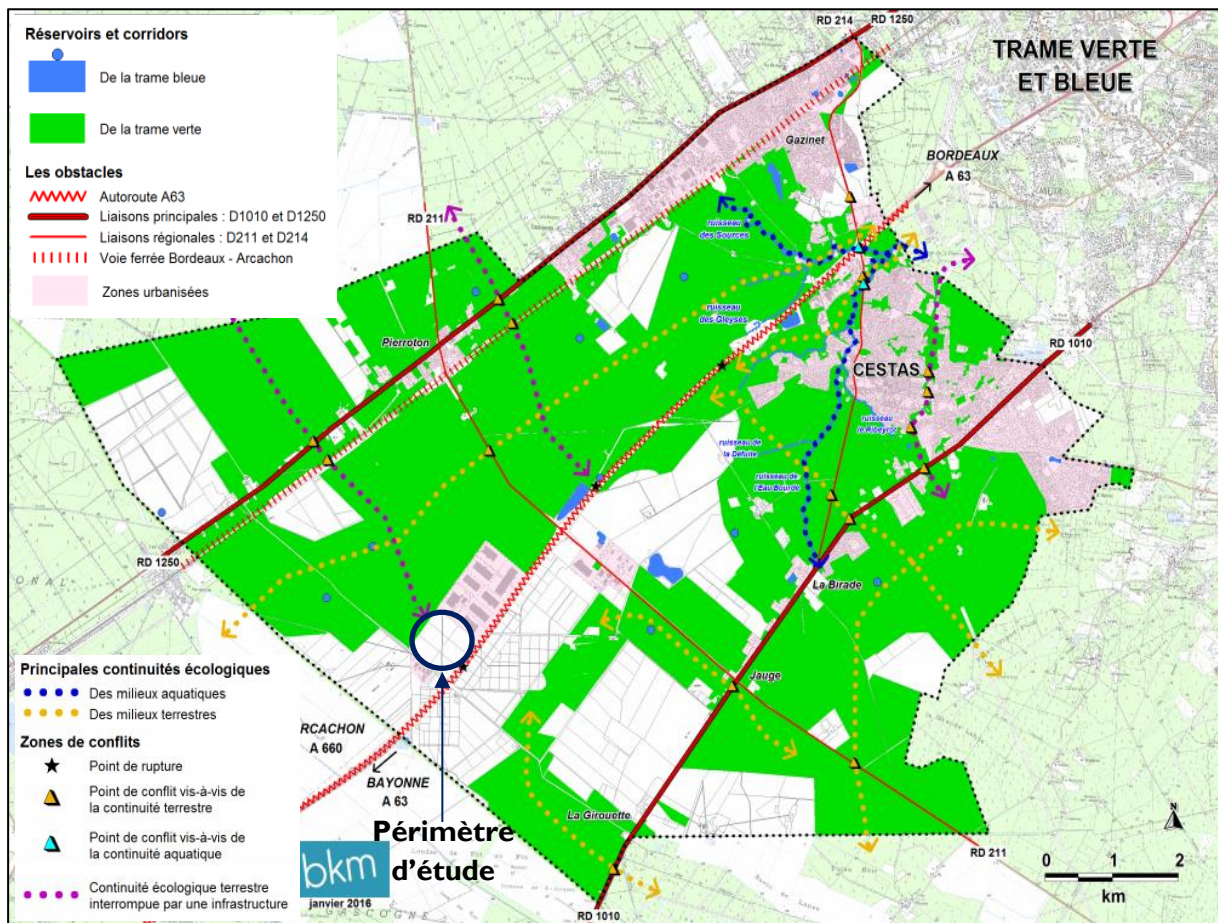 TRAME VERTE
ET BLEUE
Réservoirs et corridors
De la trame bleue
De la trame verte
Les obstacles
Autoroute A63
Liaisons principales : D1010 et D1250
Liaisons régionales : D211 et D214
Voie ferrée Bordeaux - Arcachon
Zones urbanisées
RD 214
RD 1250
Gazinet
BORDEAUX
A 63
RD 211
ruisseau
des Sources
ruisseau
des Gleyses
Pierroton
RD 1010
CESTAS
ruisseau
le Ribeyrot
ruisseau de
la Défuite
ruisseau de
l'Eau Bourde
RD 1250
La Birade
Jauge
Principales continuités écologiques
Des milieux aquatiques
Des milieux terrestres
Zones de conflits
Point de rupture
Point de conflit vis-à-vis de
la continuité terrestre
Point de conflit vis-à-vis de
la continuité aquatique
Continuité écologique terrestre
interrompue par une infrastructure
RCACHON
A 660
BAYONNE
A 63
La Girouette
Périmètre
d'étude
bkm
janvier 2016
GASCOGNE
RD 1010
RD 211
N
0 1 2
km